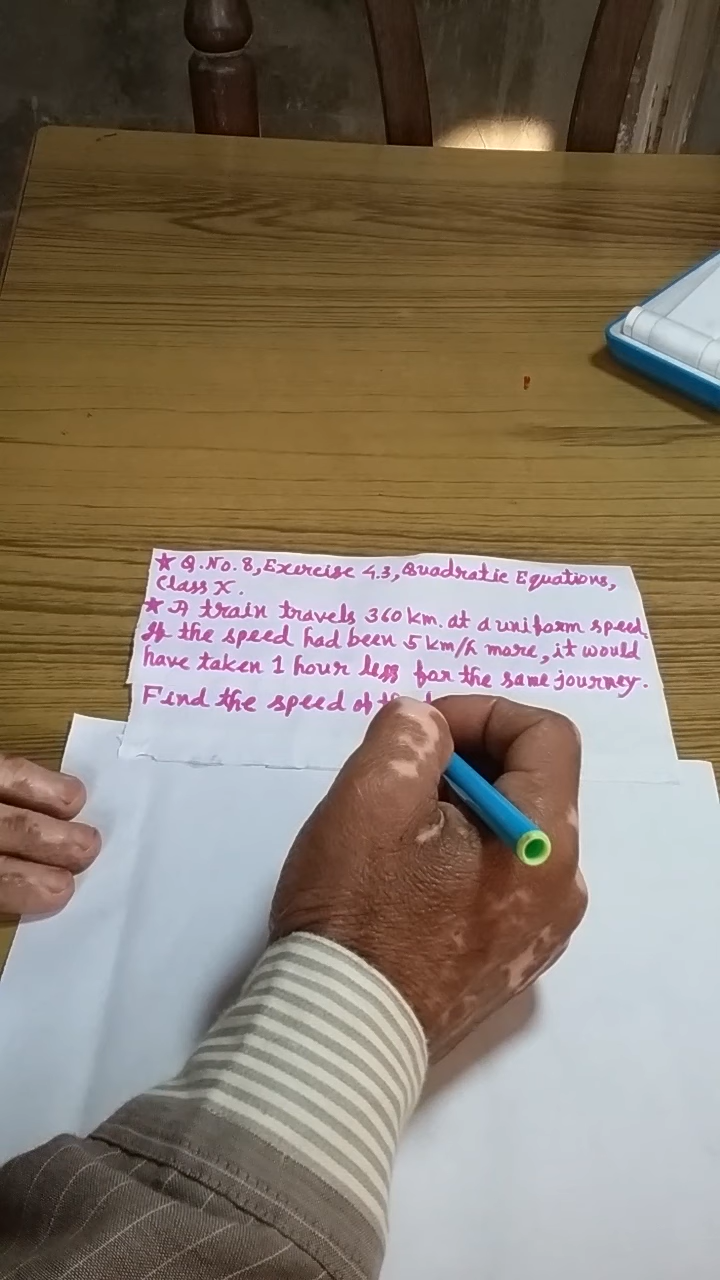 ★ Q.No.8, Exercise 4.3, Quadratic Equations,
Class X.
★ A train travels 360 km. at a uniform speed.
If the speed had been 5 km/h more, it would
have taken 1 hour less for the same journey.
Find the speed of